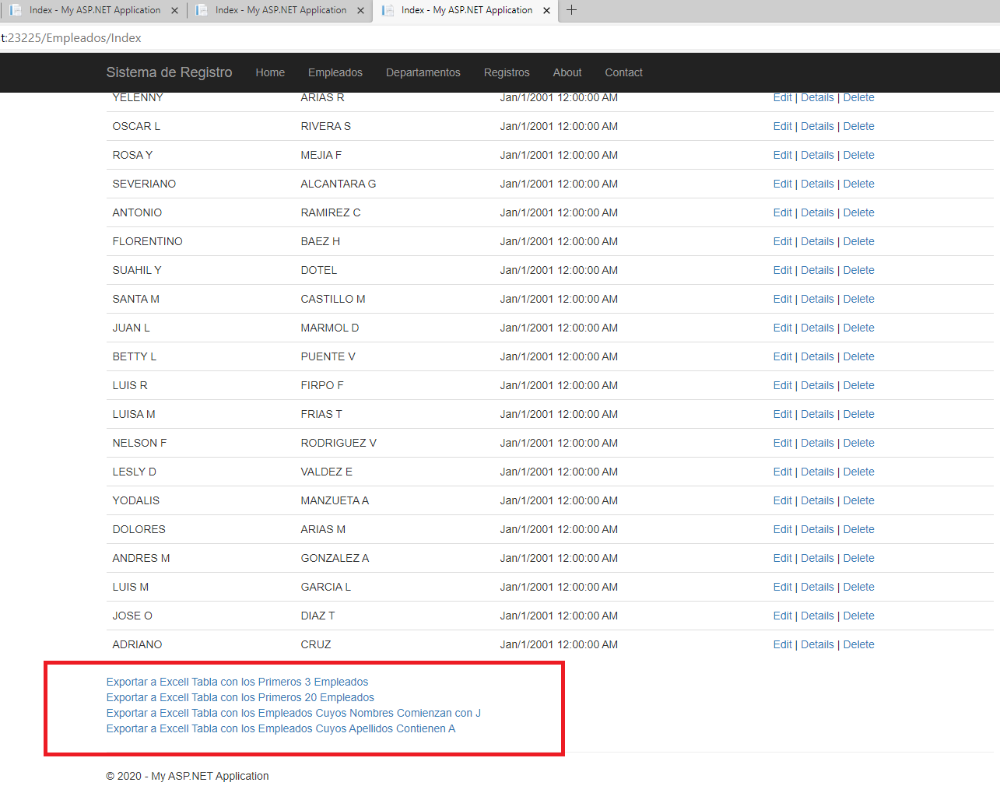 Index - My ASP.NET Application Index - My ASP.NET Application Index - My ASP.NET Application
t:23225/Empleados/Index
Sistema de Registro Home Empleados Departamentos Registros About Contact
YELENNY ARIAS R Jan/1/2001 12:00:00 AM Edit | Details | Delete
OSCAR L RIVERA S Jan/1/2001 12:00:00 AM Edit | Details | Delete
ROSA Y MEJIA F Jan/1/2001 12:00:00 AM Edit | Details | Delete
SEVERIANO ALCANTARA G Jan/1/2001 12:00:00 AM Edit | Details | Delete
ANTONIO RAMIREZ C Jan/1/2001 12:00:00 AM Edit | Details | Delete
FLORENTINO BAEZ H Jan/1/2001 12:00:00 AM Edit | Details | Delete
SUAHIL Y DOTEL Jan/1/2001 12:00:00 AM Edit | Details | Delete
SANTA M CASTILLO M Jan/1/2001 12:00:00 AM Edit | Details | Delete
JUAN L MARMOL D Jan/1/2001 12:00:00 AM Edit | Details | Delete
BETTY L PUENTE V Jan/1/2001 12:00:00 AM Edit | Details | Delete
LUIS R FIRPO F Jan/1/2001 12:00:00 AM Edit | Details | Delete
LUISA M FRIAS T Jan/1/2001 12:00:00 AM Edit | Details | Delete
NELSON F RODRIGUEZ V Jan/1/2001 12:00:00 AM Edit | Details | Delete
LESLY D VALDEZ E Jan/1/2001 12:00:00 AM Edit | Details | Delete
YODALIS MANZUETA A Jan/1/2001 12:00:00 AM Edit | Details | Delete
DOLORES ARIAS M Jan/1/2001 12:00:00 AM Edit | Details | Delete
ANDRES M GONZALEZ A Jan/1/2001 12:00:00 AM Edit | Details | Delete
LUIS M GARCIA L Jan/1/2001 12:00:00 AM Edit | Details | Delete
JOSE O DIAZ T Jan/1/2001 12:00:00 AM Edit | Details | Delete
ADRIANO CRUZ Jan/1/2001 12:00:00 AM Edit | Details | Delete
Exportar a Excell Tabla con los Primeros 3 Empleados
Exportar a Excell Tabla con los Primeros 20 Empleados
Exportar a Excell Tabla con los Empleados Cuyos Nombres Comienzan con J
Exportar a Excell Tabla con los Empleados Cuyos Apellidos Contienen A
© 2020 - My ASP.NET Application